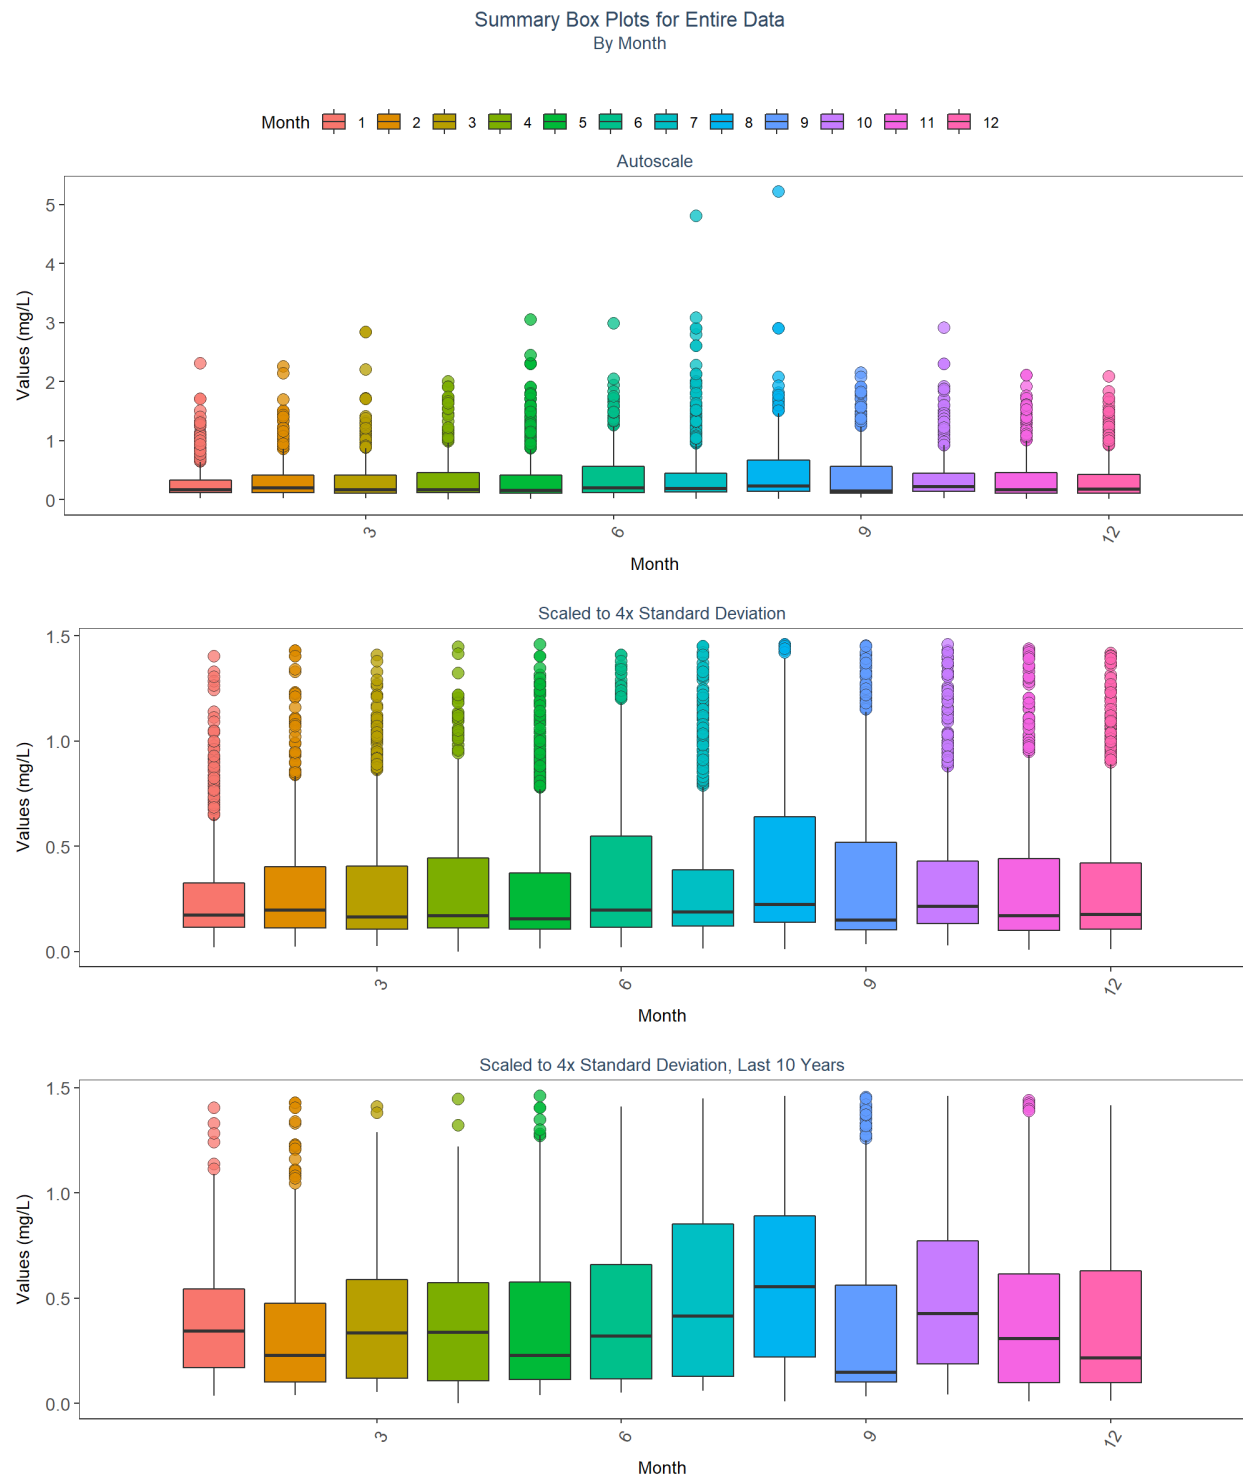 Summary Box Plots for Entire Data
By Month
Month 1 2 3 4 5 6 7 8 9 10 11 12
Autoscale
Values (mg/L)
5
4
3
2
1
0
3 6 9 12
Month
Scaled to 4x Standard Deviation
Values (mg/L)
1.5
1.0
0.5
0.0
3 6 9 12
Month
Scaled to 4x Standard Deviation, Last 10 Years
Values (mg/L)
1.5
1.0
0.5
0.0
3 6 9 12
Month